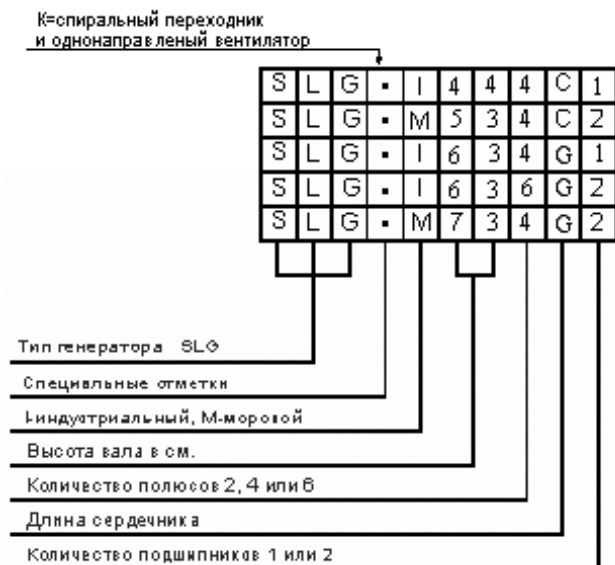 К=спиральный переходник
и однонаправленый вентилятор
S L G ▪ I 4 4 4 C 1
S L G ▪ M 5 3 4 C 2
S L G ▪ I 6 3 4 G 1
S L G ▪ I 6 3 6 G 2
S L G ▪ M 7 3 4 G 2
Тип генератора SLG
Специальные отметки
I-индустриальный, М-морской
Высота вала в см.
Количество полюсов 2, 4 или 6
Длина сердечника
Количество подшипников 1 или 2